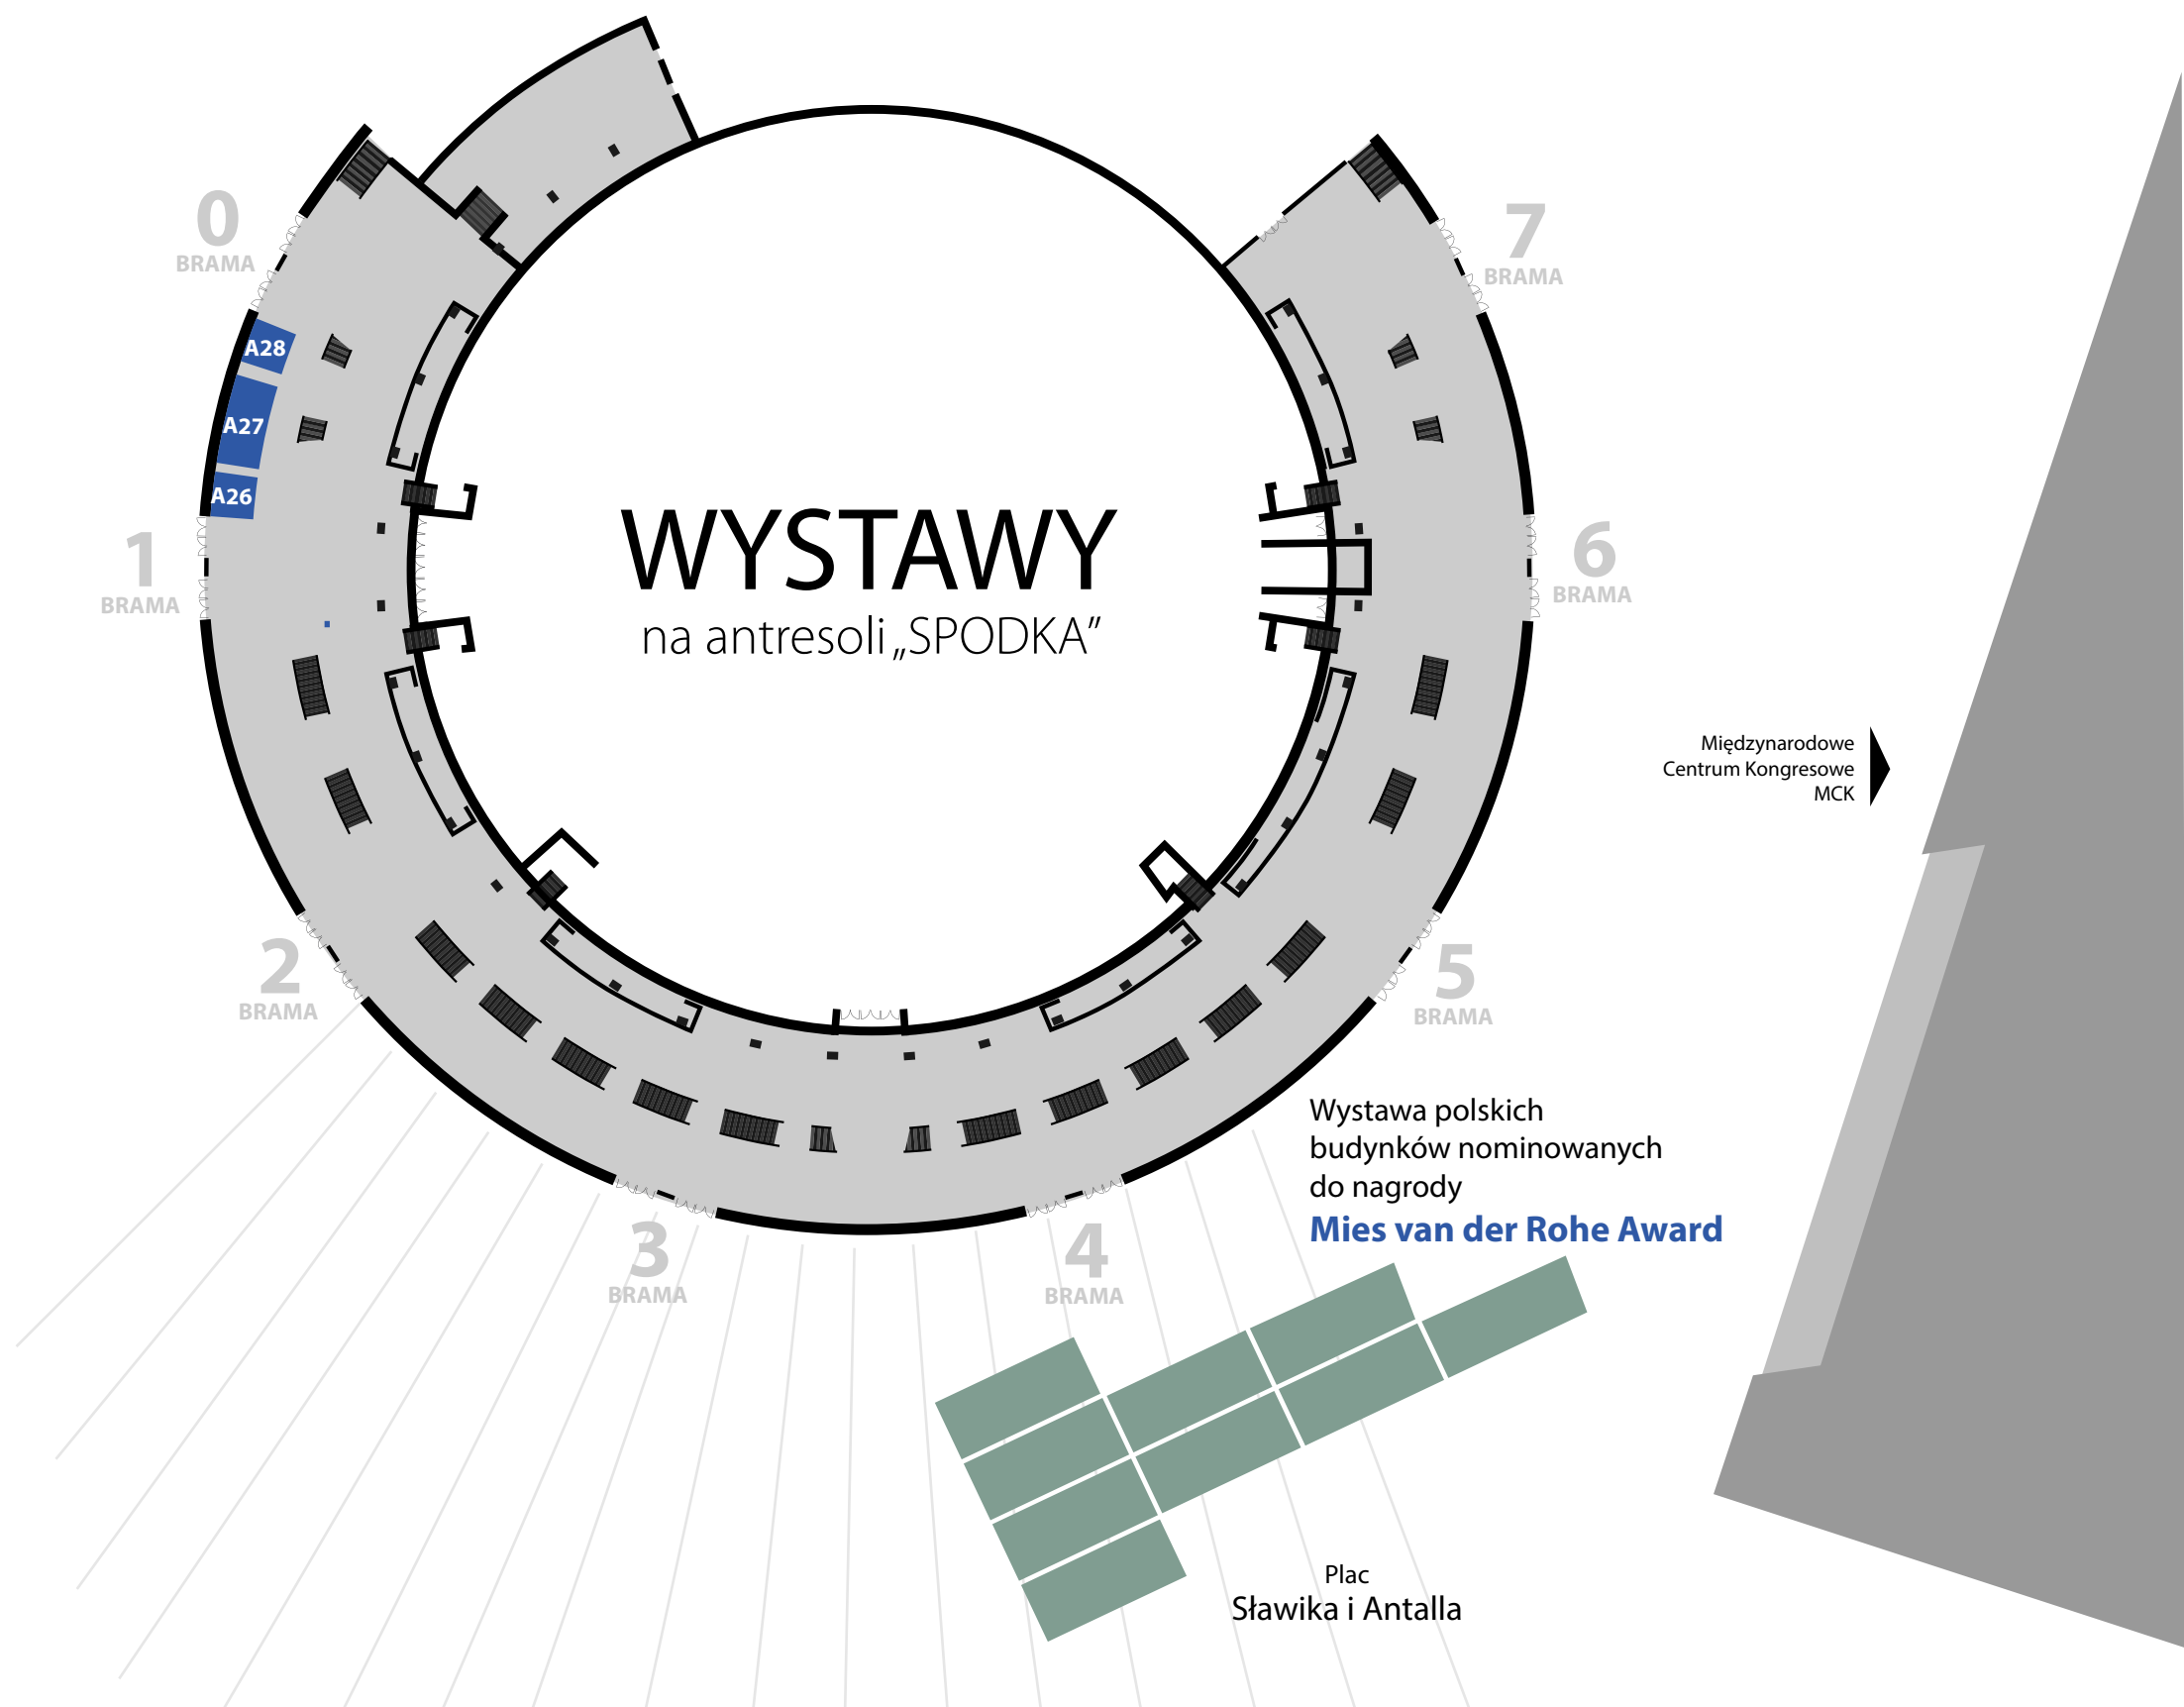 0
BRAMA
7
BRAMA
A28
A27
A26
WYSTAWY
na antresoli „SPODKA”
1
BRAMA
6
BRAMA
Międzynarodowe
Centrum Kongresowe
MCK
2
BRAMA
5
BRAMA
Wystawa polskich
budynków nominowanych
do nagrody
Mies van der Rohe Award
3
BRAMA
4
BRAMA
Plac
Sławika i Antalla